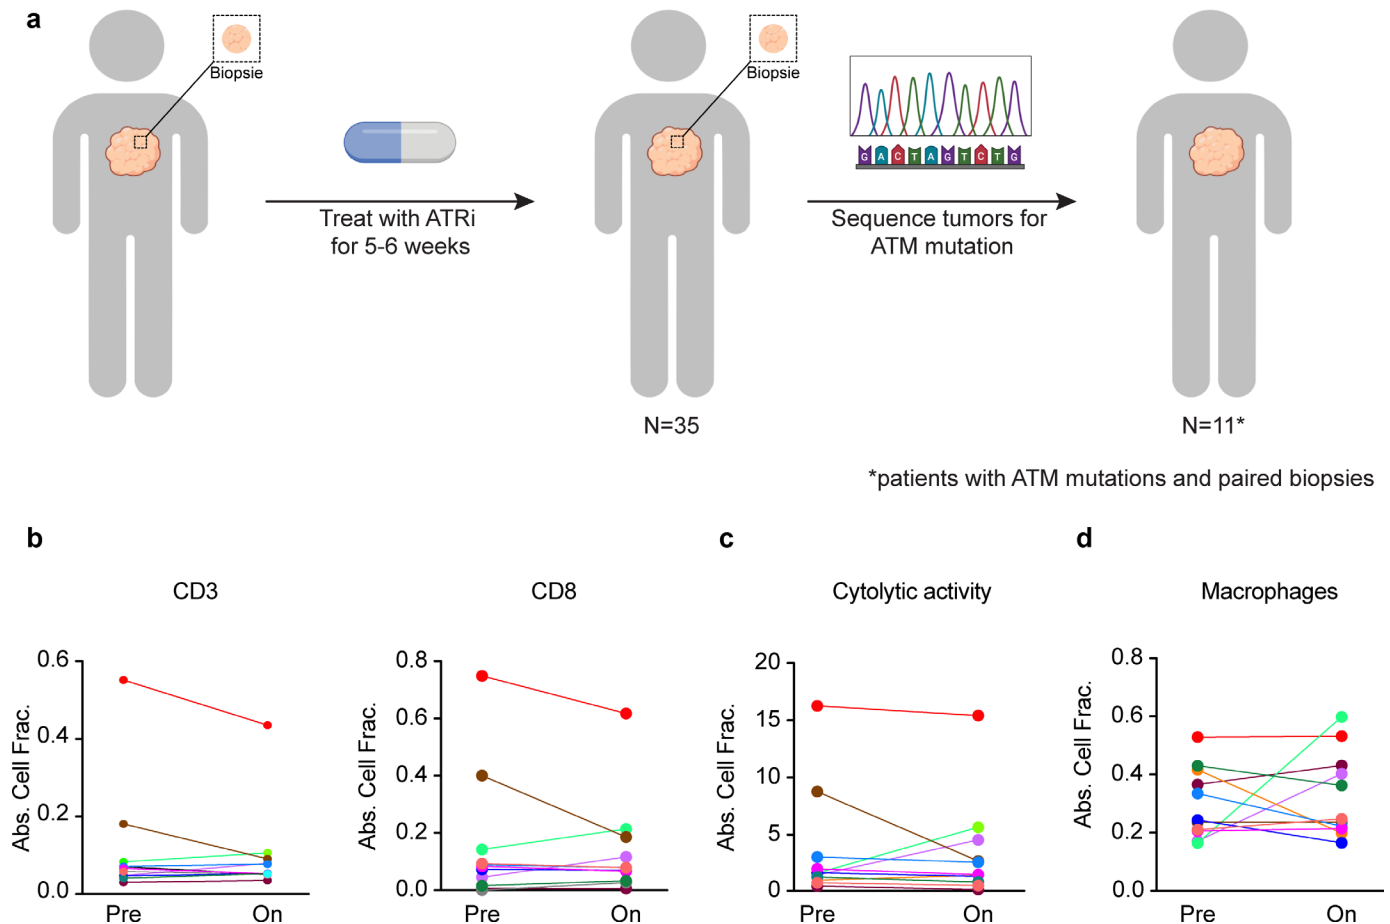 a
Biopsie
Biopsie
G A C T A G T C T G
Treat with ATRi
for 5-6 weeks
Sequence tumors for
ATM mutation
N=35
N=11*
*patients with ATM mutations and paired biopsies
b
CD3
Abs. Cell Frac.
0.6
0.4
0.2
0.0
Pre
On
CD8
Abs. Cell Frac.
0.8
0.6
0.4
0.2
0.0
Pre
On
c
Cytolytic activity
Abs. Cell Frac.
20
15
10
5
0
Pre
On
d
Macrophages
Abs. Cell Frac.
0.8
0.6
0.4
0.2
0.0
Pre
On